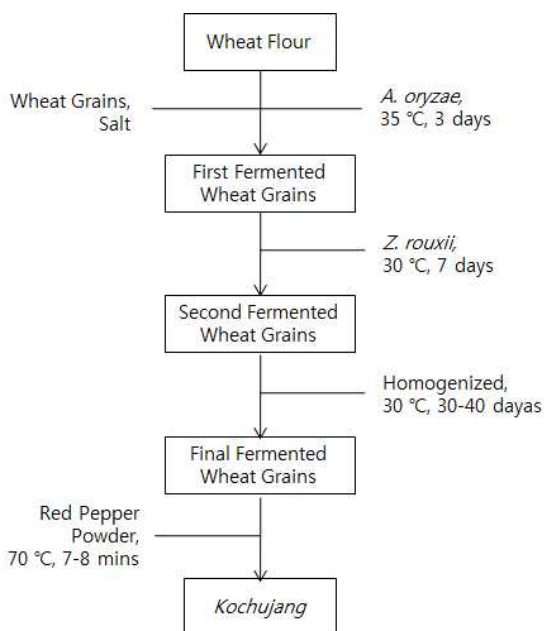 Wheat Flour
Wheat Grains,
Salt
A. oryzae,
35 ℃, 3 days
First Fermented
Wheat Grains
Z. rouxii,
30 ℃, 7 days
Second Fermented
Wheat Grains
Homogenized,
30 ℃, 30-40 dayas
Final Fermented
Wheat Grains
Red Pepper
Powder,
70 ℃, 7-8 mins
Kochujang